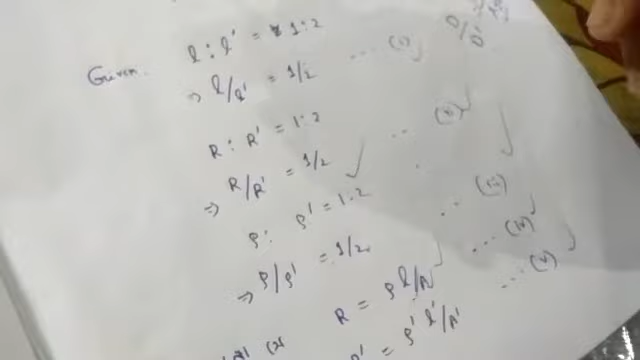 Given. l : l' = 1:2
⇒ l/l' = 1/2 ... (i)
R : R' = 1:2
⇒ R/R' = 1/2 ... (ii)
ρ : ρ' = 1:2
⇒ ρ/ρ' = 1/2 ... (iii)
R = ρ l/A ... (iv)
R' = ρ' l'/A' ... (v)